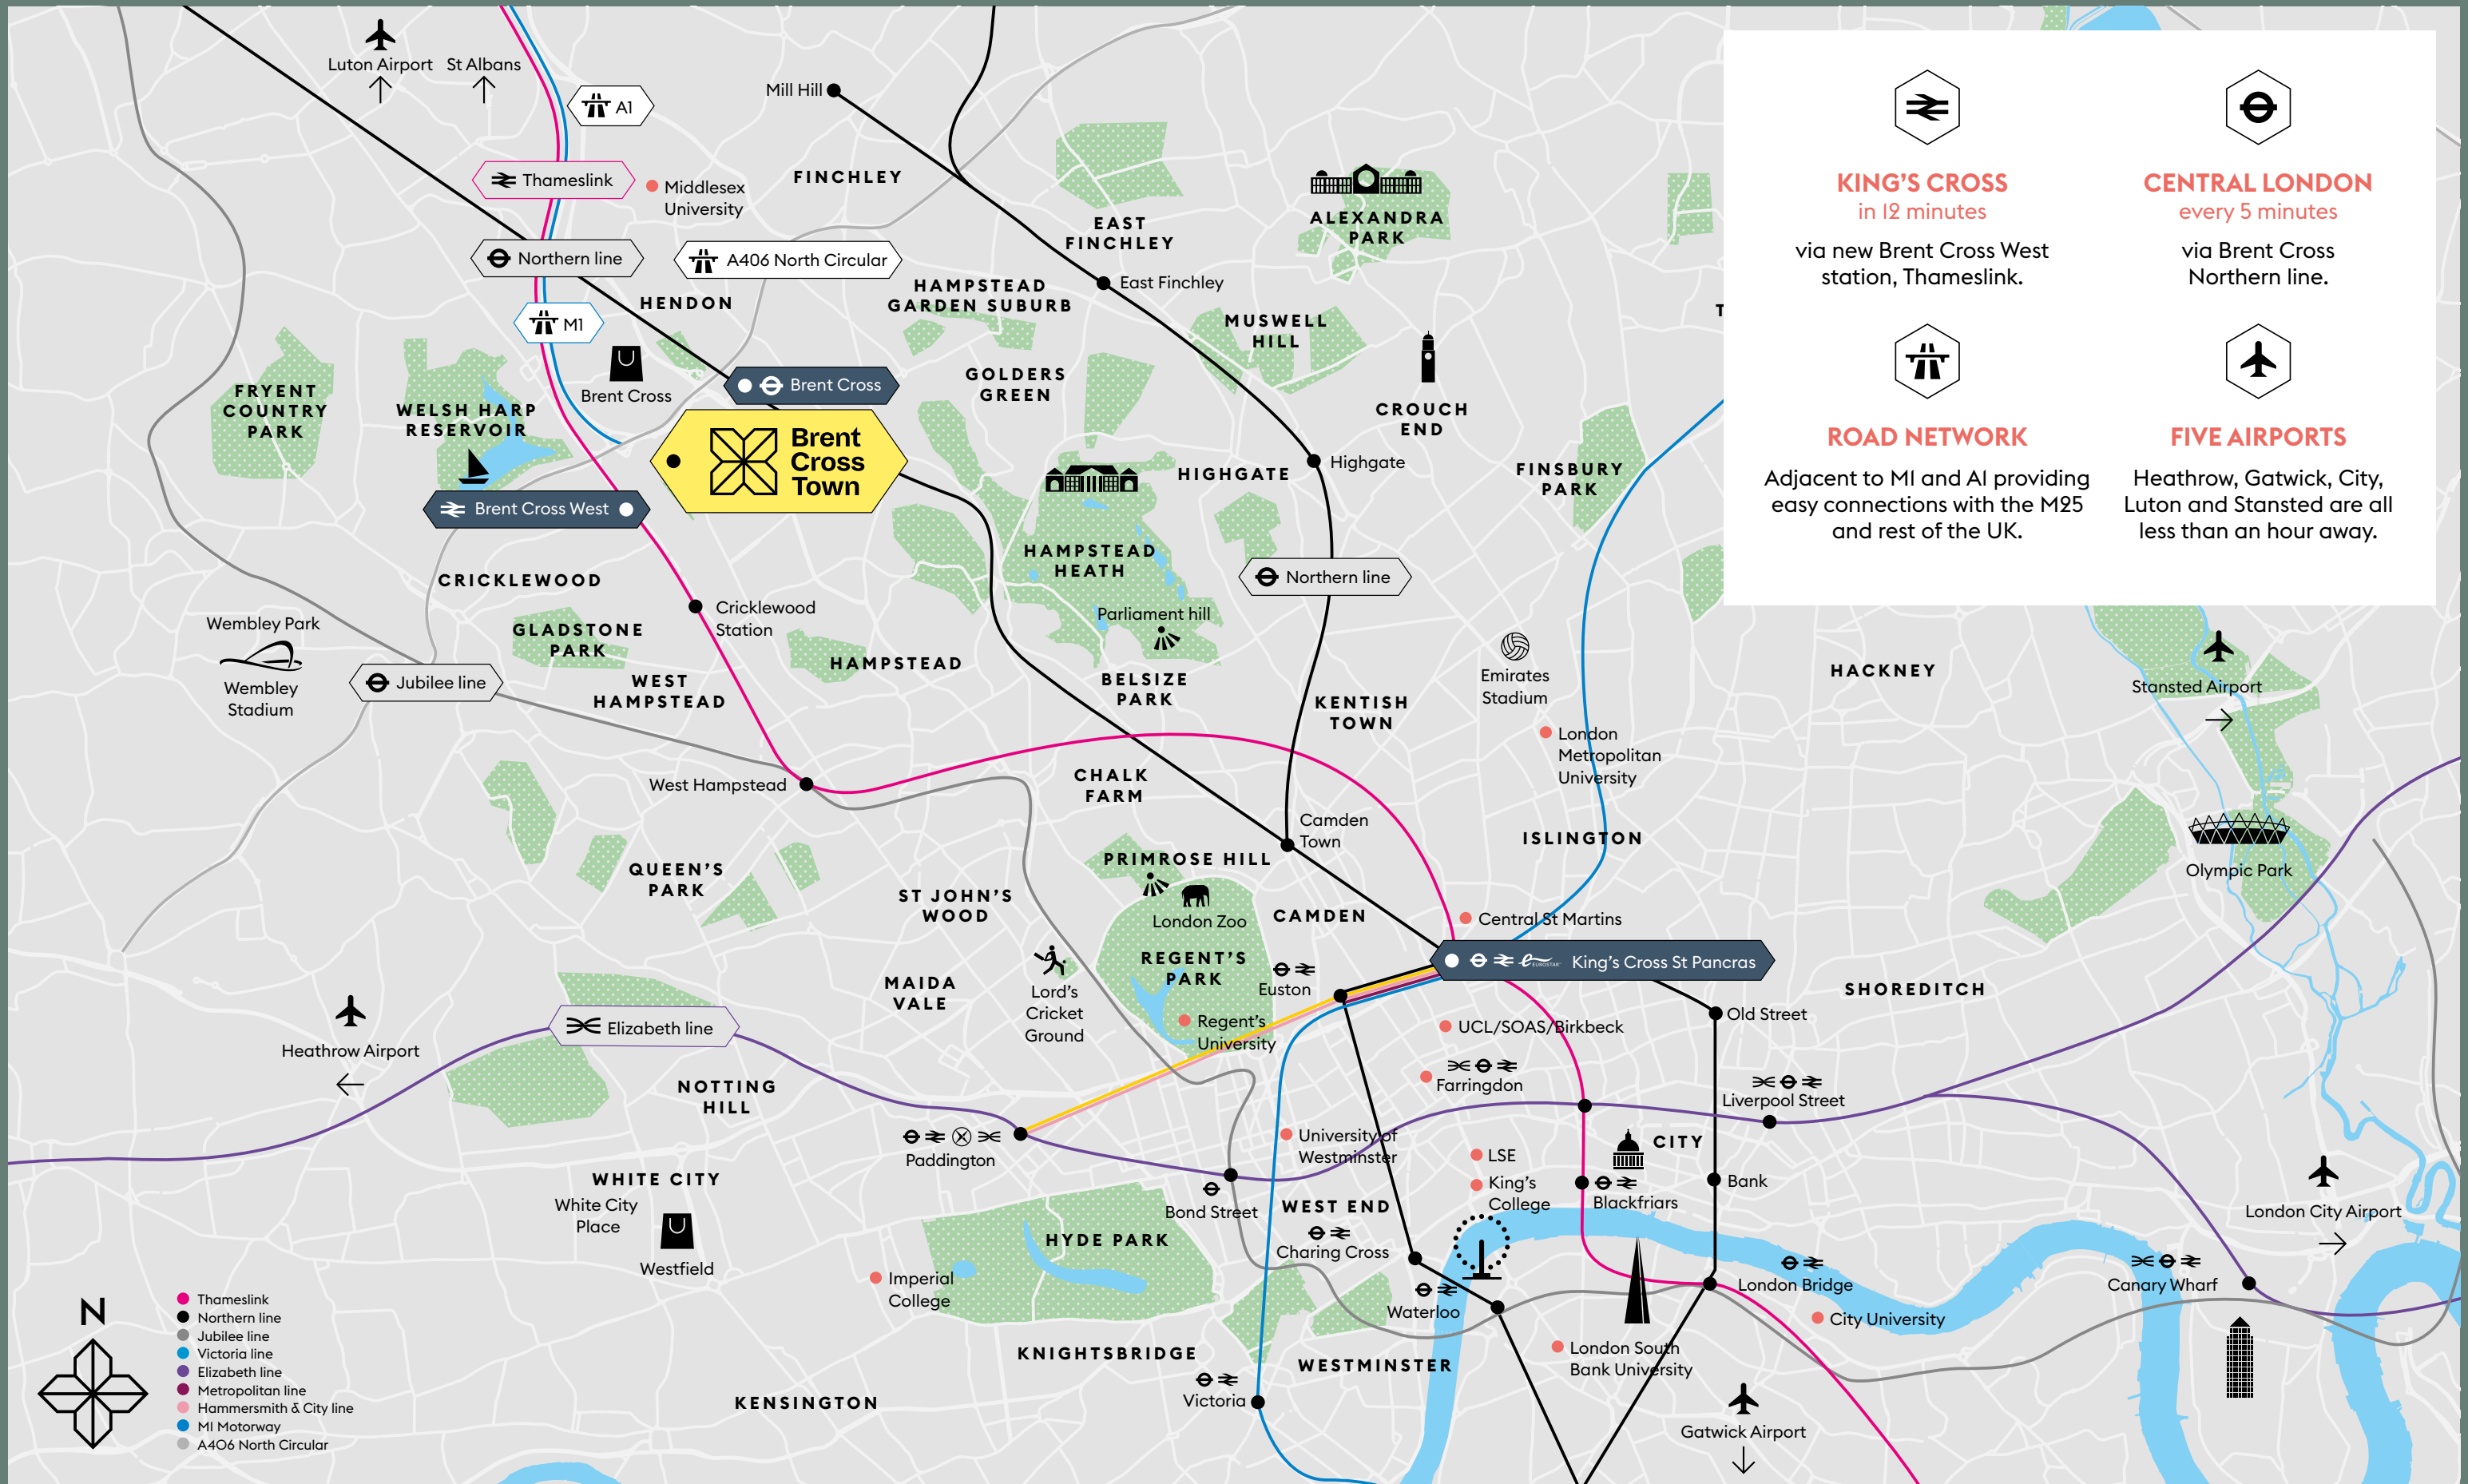 Luton Airport
St Albans
A1
Mill Hill
Thameslink
Middlesex
University
FINCHLEY
EAST
FINCHLEY
ALEXANDRA
PARK
Northern line
A406 North Circular
HENDON
M1
HAMPSTEAD
GARDEN SUBURB
East Finchley
MUSWELL
HILL
T
KING'S CROSS
in 12 minutes
via new Brent Cross West
station, Thameslink.
CENTRAL LONDON
every 5 minutes
via Brent Cross
Northern line.
ROAD NETWORK
Adjacent to M1 and A1 providing
easy connections with the M25
and rest of the UK.
FIVE AIRPORTS
Heathrow, Gatwick, City,
Luton and Stansted are all
less than an hour away.
FRYENT
COUNTRY
PARK
WELSH HARP
RESERVOIR
Brent Cross
Brent Cross
Brent
Cross
Town
GOLDERS
GREEN
CROUCH
END
HIGHGATE
Highgate
FINSBURY
PARK
Brent Cross West
CRICKLEWOOD
Cricklewood
Station
HAMPSTEAD
HEATH
Parliament hill
Northern line
Wembley Park
Wembley
Stadium
Jubilee line
GLADSTONE
PARK
WEST
HAMPSTEAD
HAMPSTEAD
BELSIZE
PARK
KENTISH
TOWN
Emirates
Stadium
London
Metropolitan
University
HACKNEY
Stansted Airport
West Hampstead
CHALK
FARM
Camden
Town
ISLINGTON
Olympic Park
QUEEN'S
PARK
ST JOHN'S
WOOD
PRIMROSE HILL
London Zoo
CAMDEN
Central St Martins
REGENT'S
PARK
EUROSTAR
King's Cross St Pancras
MAIDA
VALE
Lord's
Cricket
Ground
Euston
SHOREDITCH
Heathrow Airport
Elizabeth line
Regent's
University
UCL/SOAS/Birkbeck
Old Street
NOTTING
HILL
Farringdon
Liverpool Street
Paddington
University of
Westminster
LSE
King's
College
CITY
Blackfriars
Bank
WHITE CITY
White City
Place
Westfield
Bond Street
WEST END
Charing Cross
HYDE PARK
Imperial
College
Waterloo
London Bridge
City University
London City Airport
Canary Wharf
KNIGHTSBRIDGE
WESTMINSTER
London South
Bank University
KENSINGTON
Victoria
Gatwick Airport
N
Thameslink
Northern line
Jubilee line
Victoria line
Elizabeth line
Metropolitan line
Hammersmith & City line
M1 Motorway
A406 North Circular